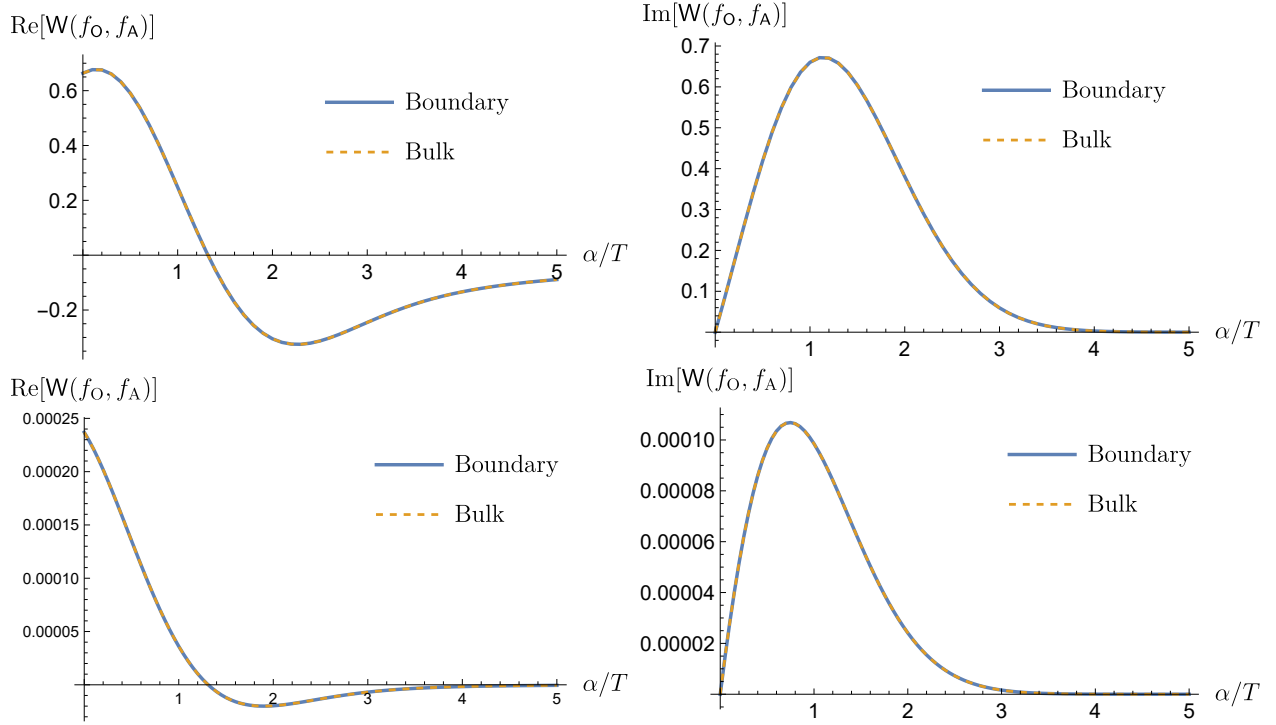 Re[W(f_O, f_A)]
0.6
0.4
0.2
−0.2
1
2
3
4
5
α/T
Boundary
Bulk
Im[W(f_O, f_A)]
0.7
0.6
0.5
0.4
0.3
0.2
0.1
1
2
3
4
5
α/T
Boundary
Bulk
Re[W(f_O, f_A)]
0.00025
0.00020
0.00015
0.00010
0.00005
1
2
3
4
5
α/T
Boundary
Bulk
Im[W(f_O, f_A)]
0.00010
0.00008
0.00006
0.00004
0.00002
1
2
3
4
5
α/T
Boundary
Bulk